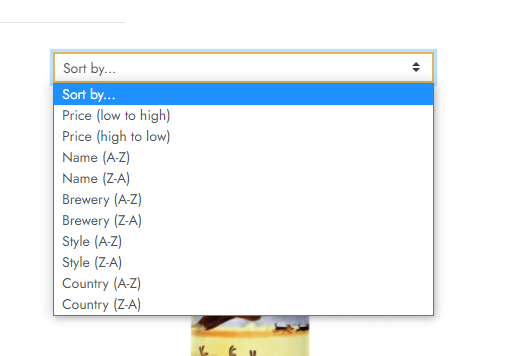 Sort by...
Sort by...
Price (low to high)
Price (high to low)
Name (A-Z)
Name (Z-A)
Brewery (A-Z)
Brewery (Z-A)
Style (A-Z)
Style (Z-A)
Country (A-Z)
Country (Z-A)